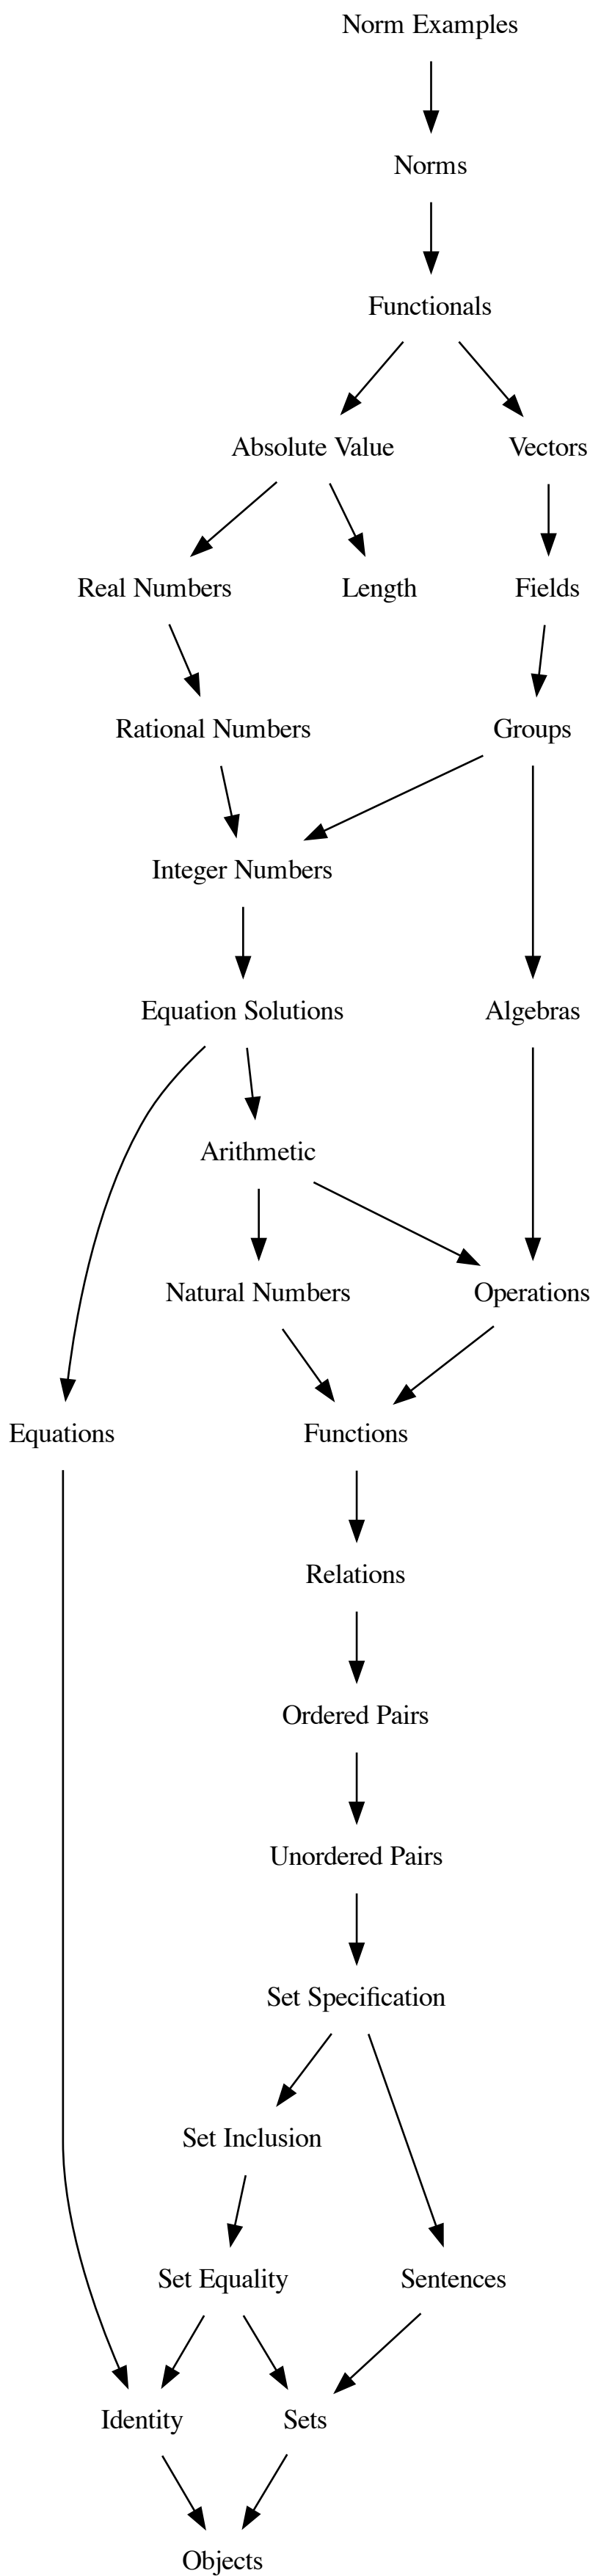 Norm Examples
Norms
Functionals
Absolute Value
Vectors
Real Numbers
Length
Fields
Rational Numbers
Groups
Integer Numbers
Equation Solutions
Algebras
Arithmetic
Natural Numbers
Operations
Equations
Functions
Relations
Ordered Pairs
Unordered Pairs
Set Specification
Set Inclusion
Set Equality
Sentences
Identity
Sets
Objects